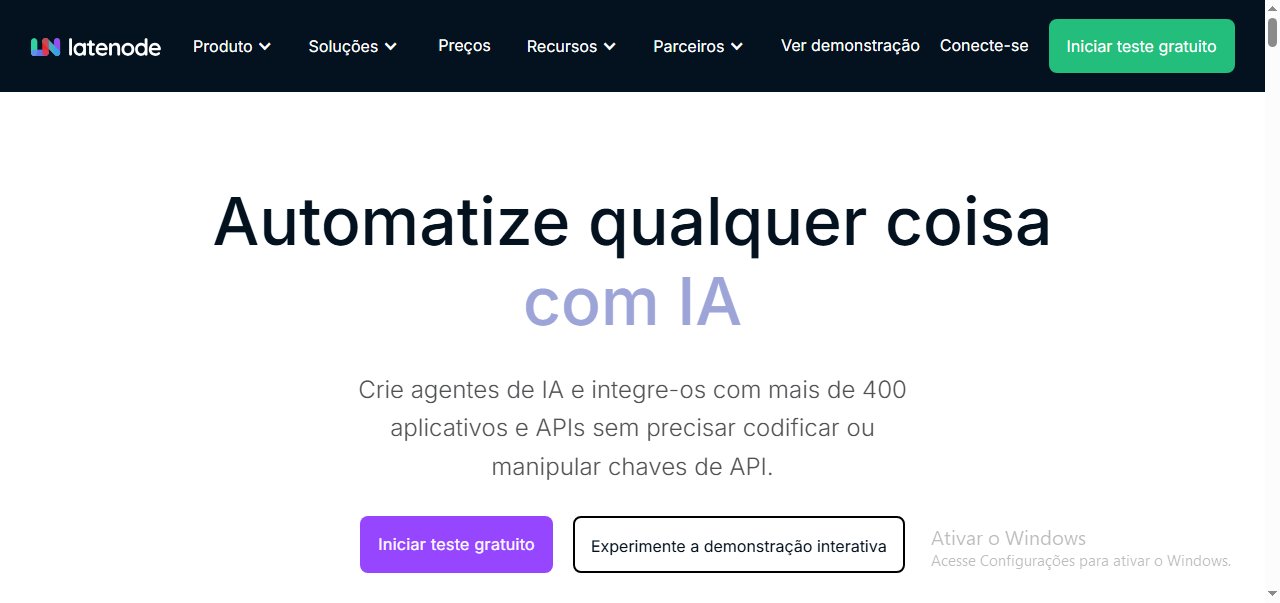 latenode Produto Soluções Preços Recursos Parceiros Ver demonstração Conecte-se Iniciar teste gratuito
Automatize qualquer coisa
com IA
Crie agentes de IA e integre-os com mais de 400
aplicativos e APIs sem precisar codificar ou
manipular chaves de API.
Iniciar teste gratuito Experimente a demonstração interativa
Ativar o Windows
Acesse Configurações para ativar o Windows.